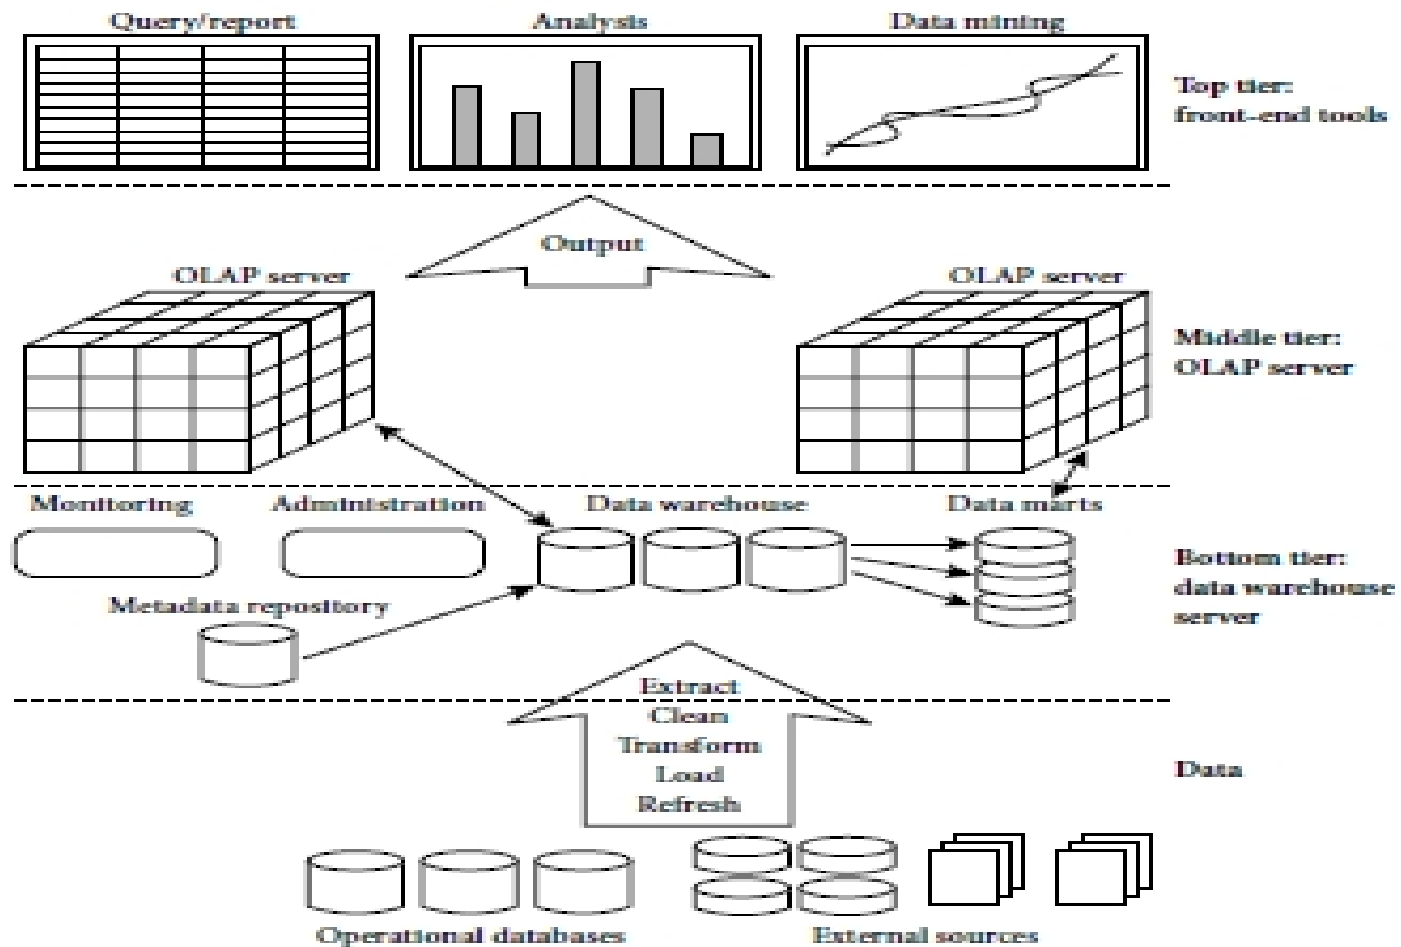 Query/report
Analysis
Data mining
Top tier:
front-end tools
Output
OLAP server
OLAP server
Middle tier:
OLAP server
Monitoring
Administration
Data warehouse
Data marts
Bottom tier:
data warehouse
server
Metadata repository
Extract
Clean
Transform
Load
Refresh
Data
Operational databases
External sources